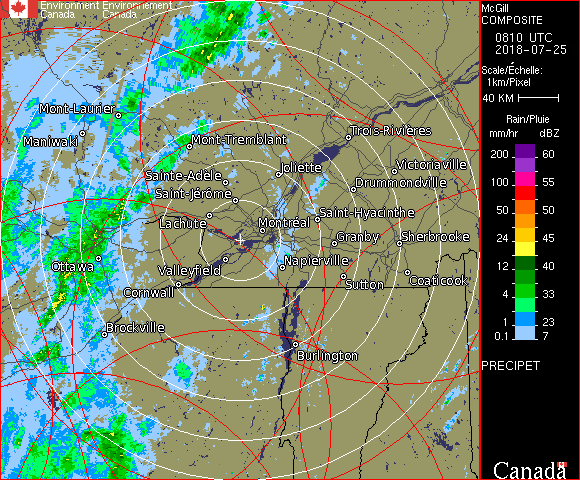 Environment Environnement
Canada Canada
McGill
COMPOSITE
0810 UTC
2018-07-25
Scale/Échelle:
1km/Pixel
40 KM
Rain/Pluie
mm/hr dBZ
200 60
100 55
50 50
24 45
12 40
8 33
4 33
1 23
0.1 7
PRECIPET
Canada
Mont-Laurier
Maniwaki
Mont-Tremblant
Trois-Rivières
Joliette
Victoriaville
Sainte-Adèle
Drummondville
Saint-Jérôme
Lachute
Saint-Hyacinthe
Montréal
Granby
Sherbrooke
Ottawa
Valleyfield
Napierville
Cornwall
Sutton
Coaticook
Brockville
Burlington